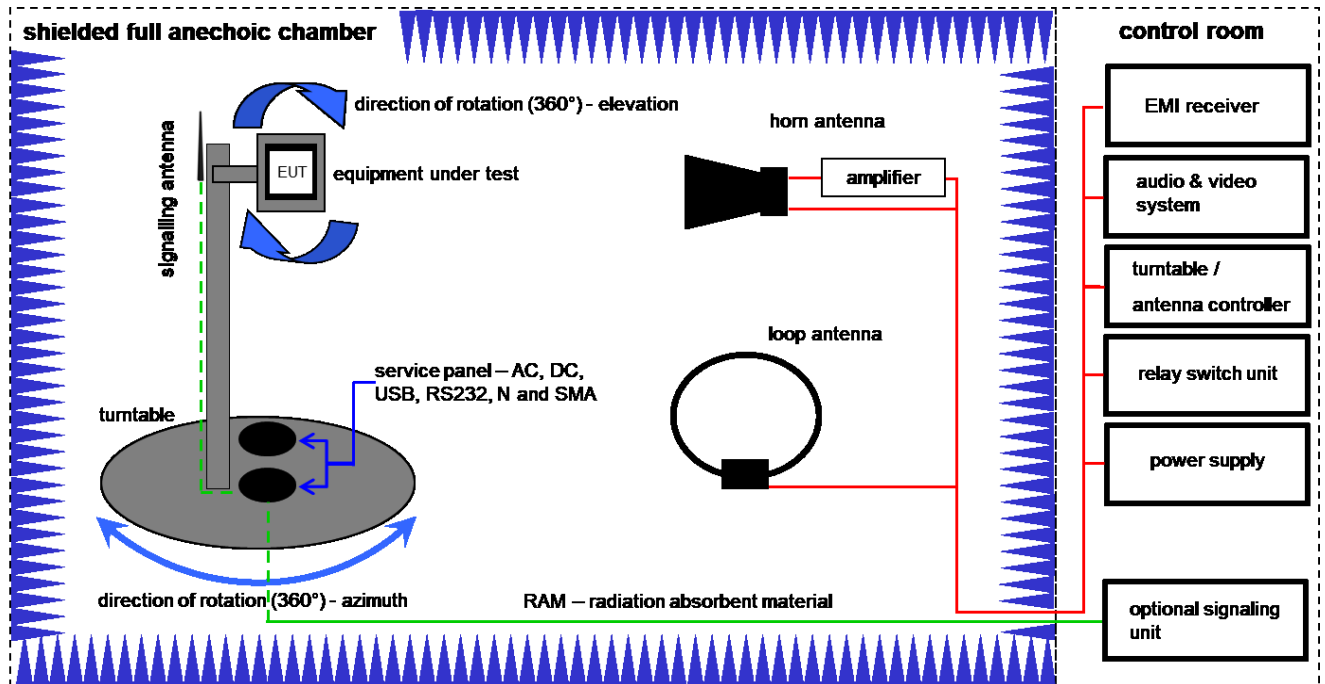 shielded full anechoic chamber
control room
direction of rotation (360°) - elevation
signalling antenna
EUT
equipment under test
horn antenna
amplifier
loop antenna
service panel – AC, DC,
USB, RS232, N and SMA
turntable
direction of rotation (360°) - azimuth
RAM – radiation absorbent material
EMI receiver
audio & video
system
turntable /
antenna controller
relay switch unit
power supply
optional signaling
unit